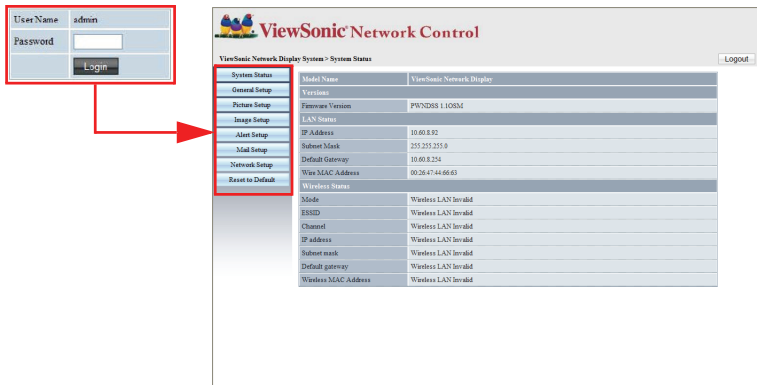 User Name admin
Password
Login
ViewSonic® Network Control
ViewSonic Network Display System > System Status
Logout
System Status
General Setup
Picture Setup
Image Setup
Alert Setup
Mail Setup
Network Setup
Reset to Default
Model Name ViewSonic Network Display
Versions
Firmware Version PWNDSS 1.1OSM
LAN Status
IP Address 10.60.8.92
Subnet Mask 255.255.255.0
Default Gateway 10.60.8.254
Wire MAC Address 00:26:47:44:66:63
Wireless Status
Mode Wireless LAN Invalid
ESSID Wireless LAN Invalid
Channel Wireless LAN Invalid
IP address Wireless LAN Invalid
Subnet mask Wireless LAN Invalid
Default gateway Wireless LAN Invalid
Wireless MAC Address Wireless LAN Invalid